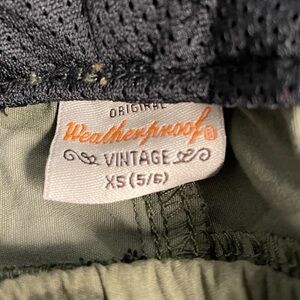 ORIGINAL
Weatherproof®
VINTAGE
XS (5/6)